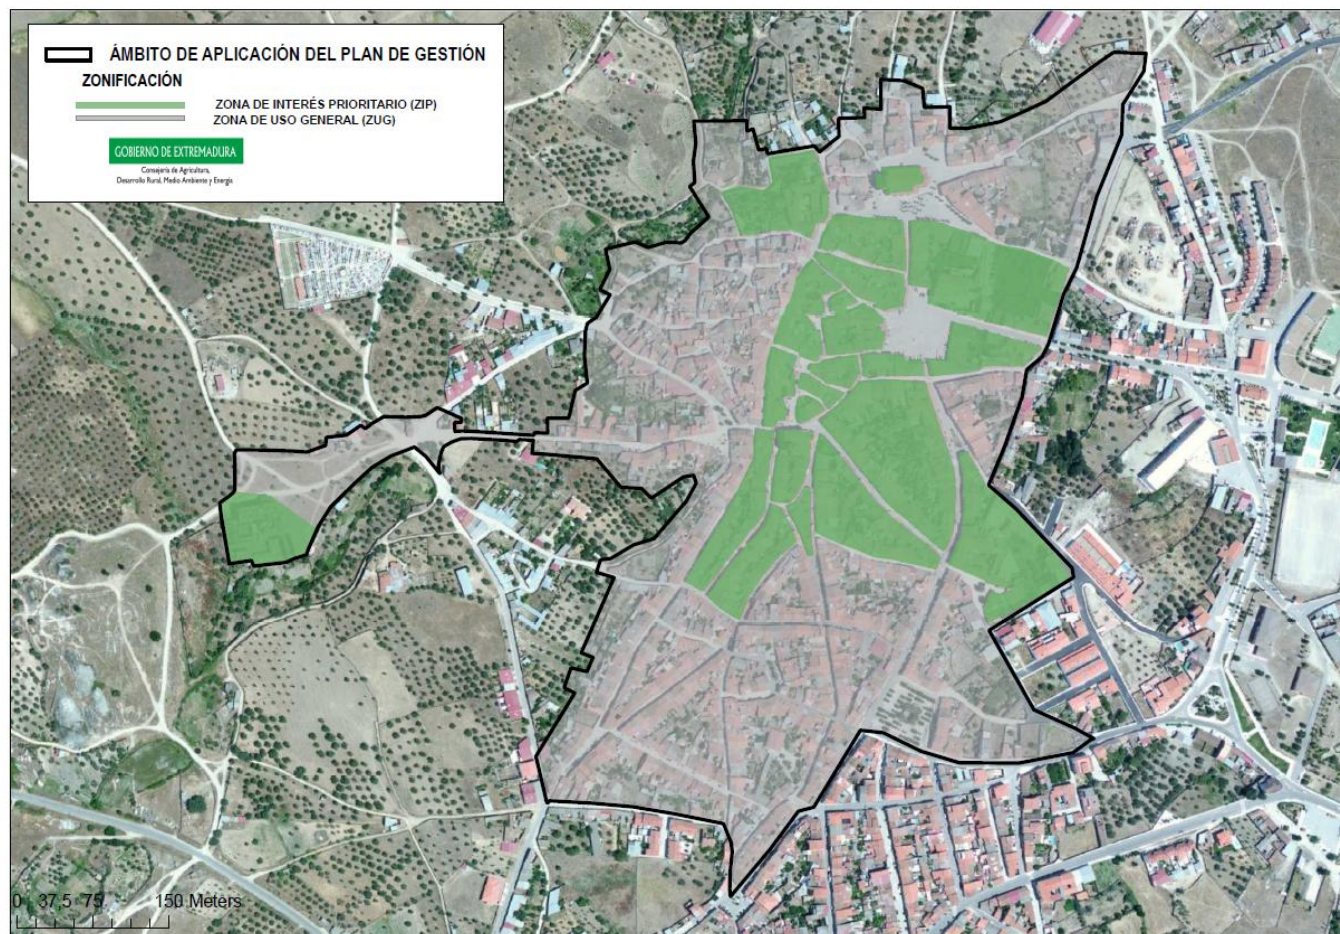 ÁMBITO DE APLICACIÓN DEL PLAN DE GESTIÓN
ZONIFICACIÓN
ZONA DE INTERÉS PRIORITARIO (ZIP)
ZONA DE USO GENERAL (ZUG)
GOBIERNO DE EXTREMADURA
Consejería de Agricultura,
Desarrollo Rural, Medio Ambiente y Energía
0 37,5 75 150 Meters